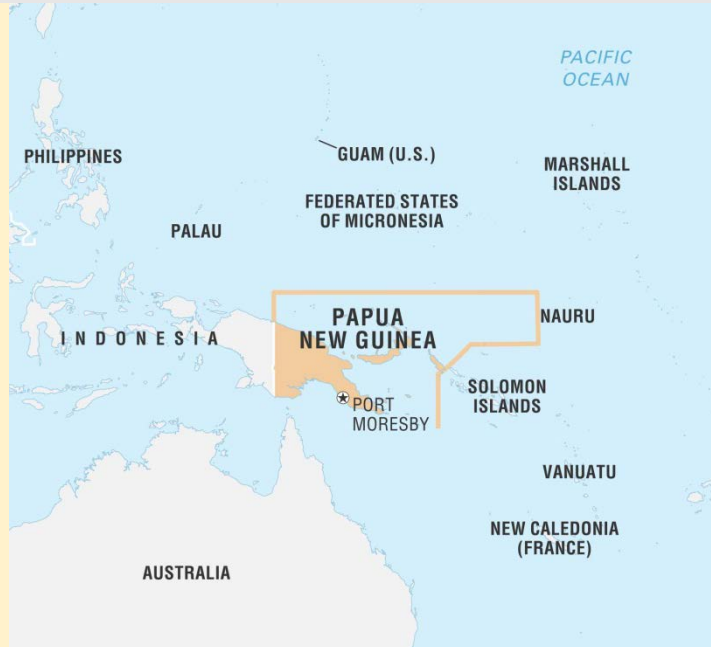 PACIFIC
OCEAN
PHILIPPINES
GUAM (U.S.)
MARSHALL
ISLANDS
FEDERATED STATES
OF MICRONESIA
PALAU
PAPUA
NEW GUINEA
NAURU
INDONESIA
SOLOMON
ISLANDS
PORT
MORESBY
VANUATU
NEW CALEDONIA
(FRANCE)
AUSTRALIA